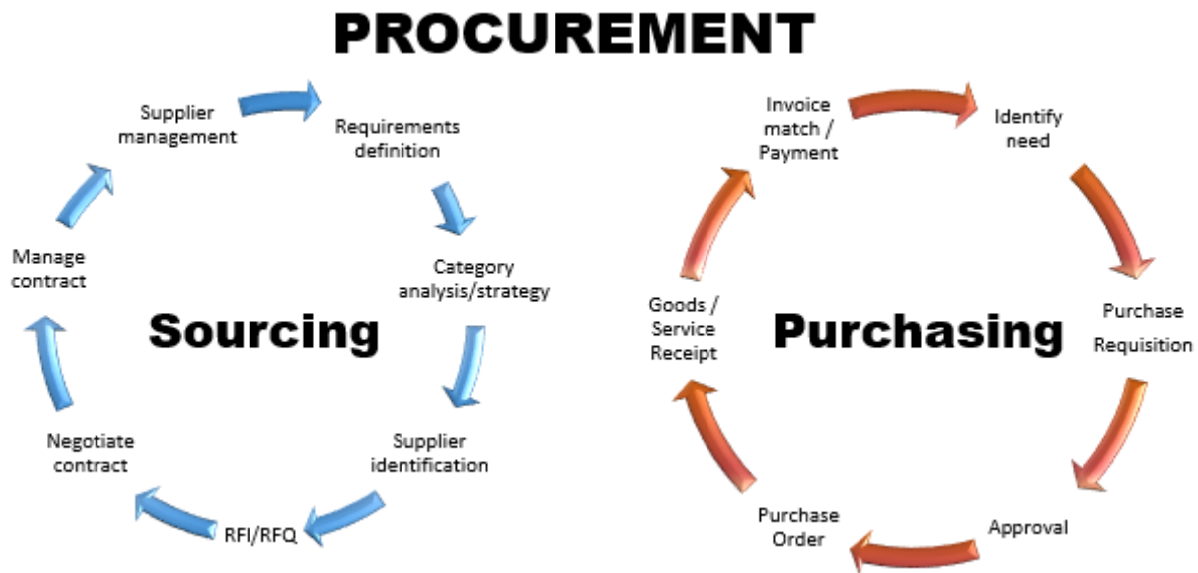 PROCUREMENT
Supplier
management
Requirements
definition
Category
analysis/strategy
Supplier
identification
RFI/RFQ
Negotiate
contract
Manage
contract
Sourcing
Invoice
match /
Payment
Identify
need
Purchase
Requisition
Approval
Purchase
Order
Goods /
Service
Receipt
Purchasing